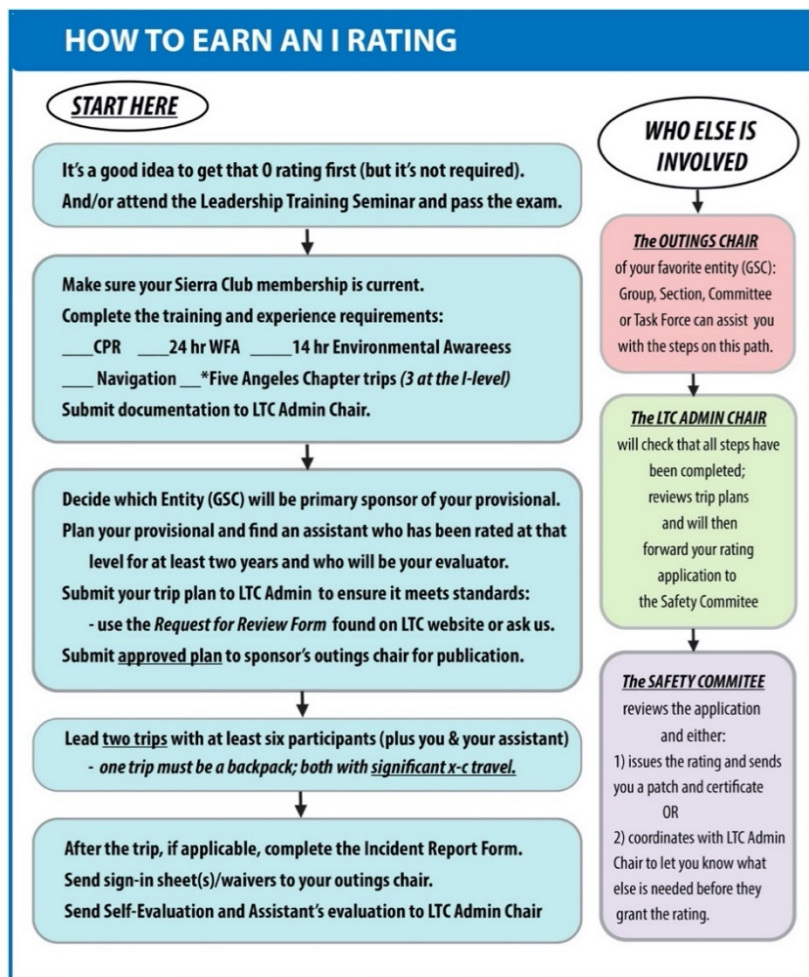 HOW TO EARN AN I RATING
START HERE
It's a good idea to get that 0 rating first (but it's not required).
And/or attend the Leadership Training Seminar and pass the exam.
Make sure your Sierra Club membership is current.
Complete the training and experience requirements:
___CPR ___24 hr WFA ____14 hr Environmental Awareess
___ Navigation __*Five Angeles Chapter trips (3 at the I-level)
Submit documentation to LTC Admin Chair.
Decide which Entity (GSC) will be primary sponsor of your provisional.
Plan your provisional and find an assistant who has been rated at that
level for at least two years and who will be your evaluator.
Submit your trip plan to LTC Admin to ensure it meets standards:
- use the Request for Review Form found on LTC website or ask us.
Submit approved plan to sponsor's outings chair for publication.
Lead two trips with at least six participants (plus you & your assistant)
- one trip must be a backpack; both with significant x-c travel.
After the trip, if applicable, complete the Incident Report Form.
Send sign-in sheet(s)/waivers to your outings chair.
Send Self-Evaluation and Assistant's evaluation to LTC Admin Chair
WHO ELSE IS
INVOLVED
The OUTINGS CHAIR
of your favorite entity (GSC):
Group, Section, Committee
or Task Force can assist you
with the steps on this path.
The LTC ADMIN CHAIR
will check that all steps have
been completed;
reviews trip plans
and will then
forward your rating
application to
the Safety Commitee
The SAFETY COMMITEE
reviews the application
and either:
1) issues the rating and sends
you a patch and certificate
OR
2) coordinates with LTC Admin
Chair to let you know what
else is needed before they
grant the rating.